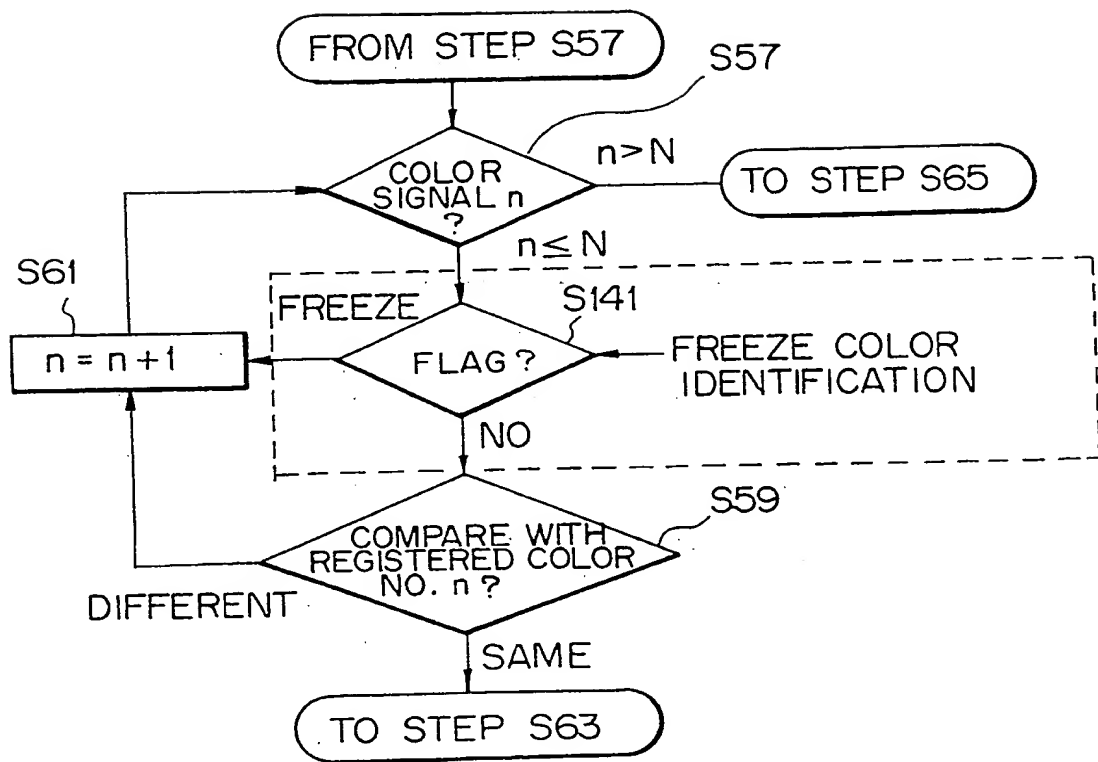 FROM STEP S57
S57
COLOR
SIGNAL n
?
n>N
TO STEP S65
n≤N
S61
n=n+1
FREEZE
S141
FLAG?
FREEZE COLOR
IDENTIFICATION
NO
S59
COMPARE WITH
REGISTERED COLOR
NO. n?
DIFFERENT
SAME
TO STEP S63